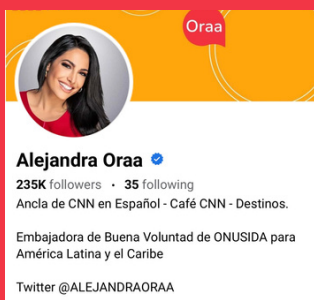 Oraa
Alejandra Oraa
235K followers · 35 following
Ancla de CNN en Español - Café CNN - Destinos.
Embajadora de Buena Voluntad de ONUSIDA para
América Latina y el Caribe
Twitter @ALEJANDRAORAA